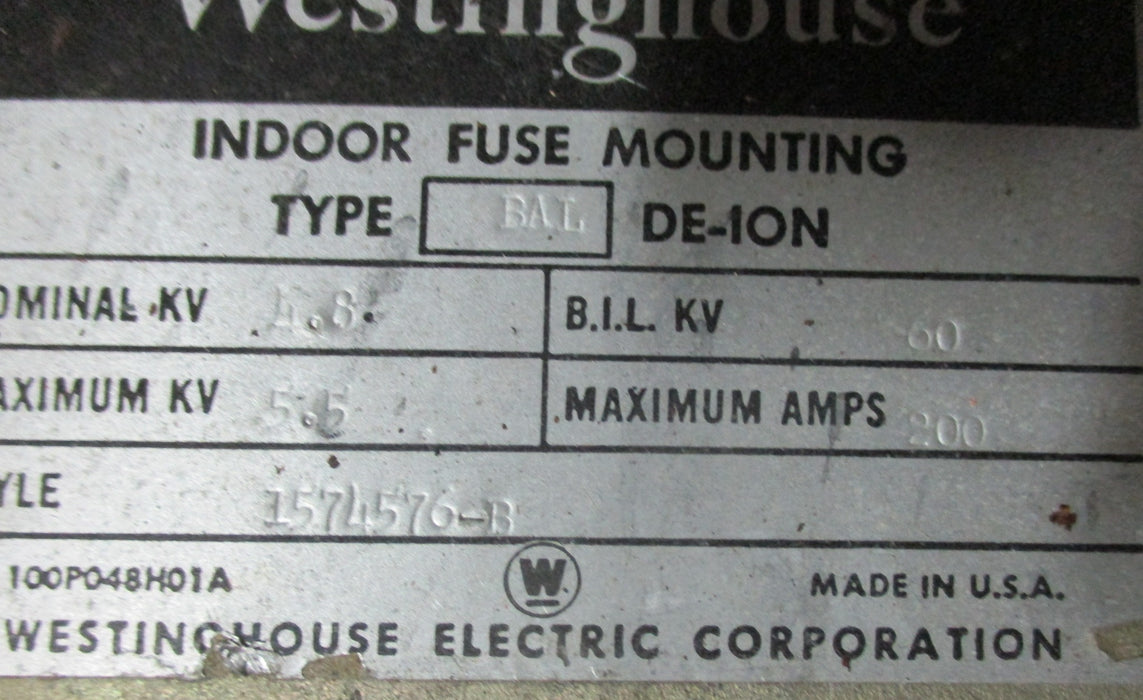 Westinghouse
INDOOR FUSE MOUNTING
TYPE BAL DE-ION
OMINAL KV 4.8 B.I.L. KV 60
AXIMUM KV 5.5 MAXIMUM AMPS 200
YLE 1574576-B
100P048H01A W MADE IN U.S.A.
WESTINGHOUSE ELECTRIC CORPORATION